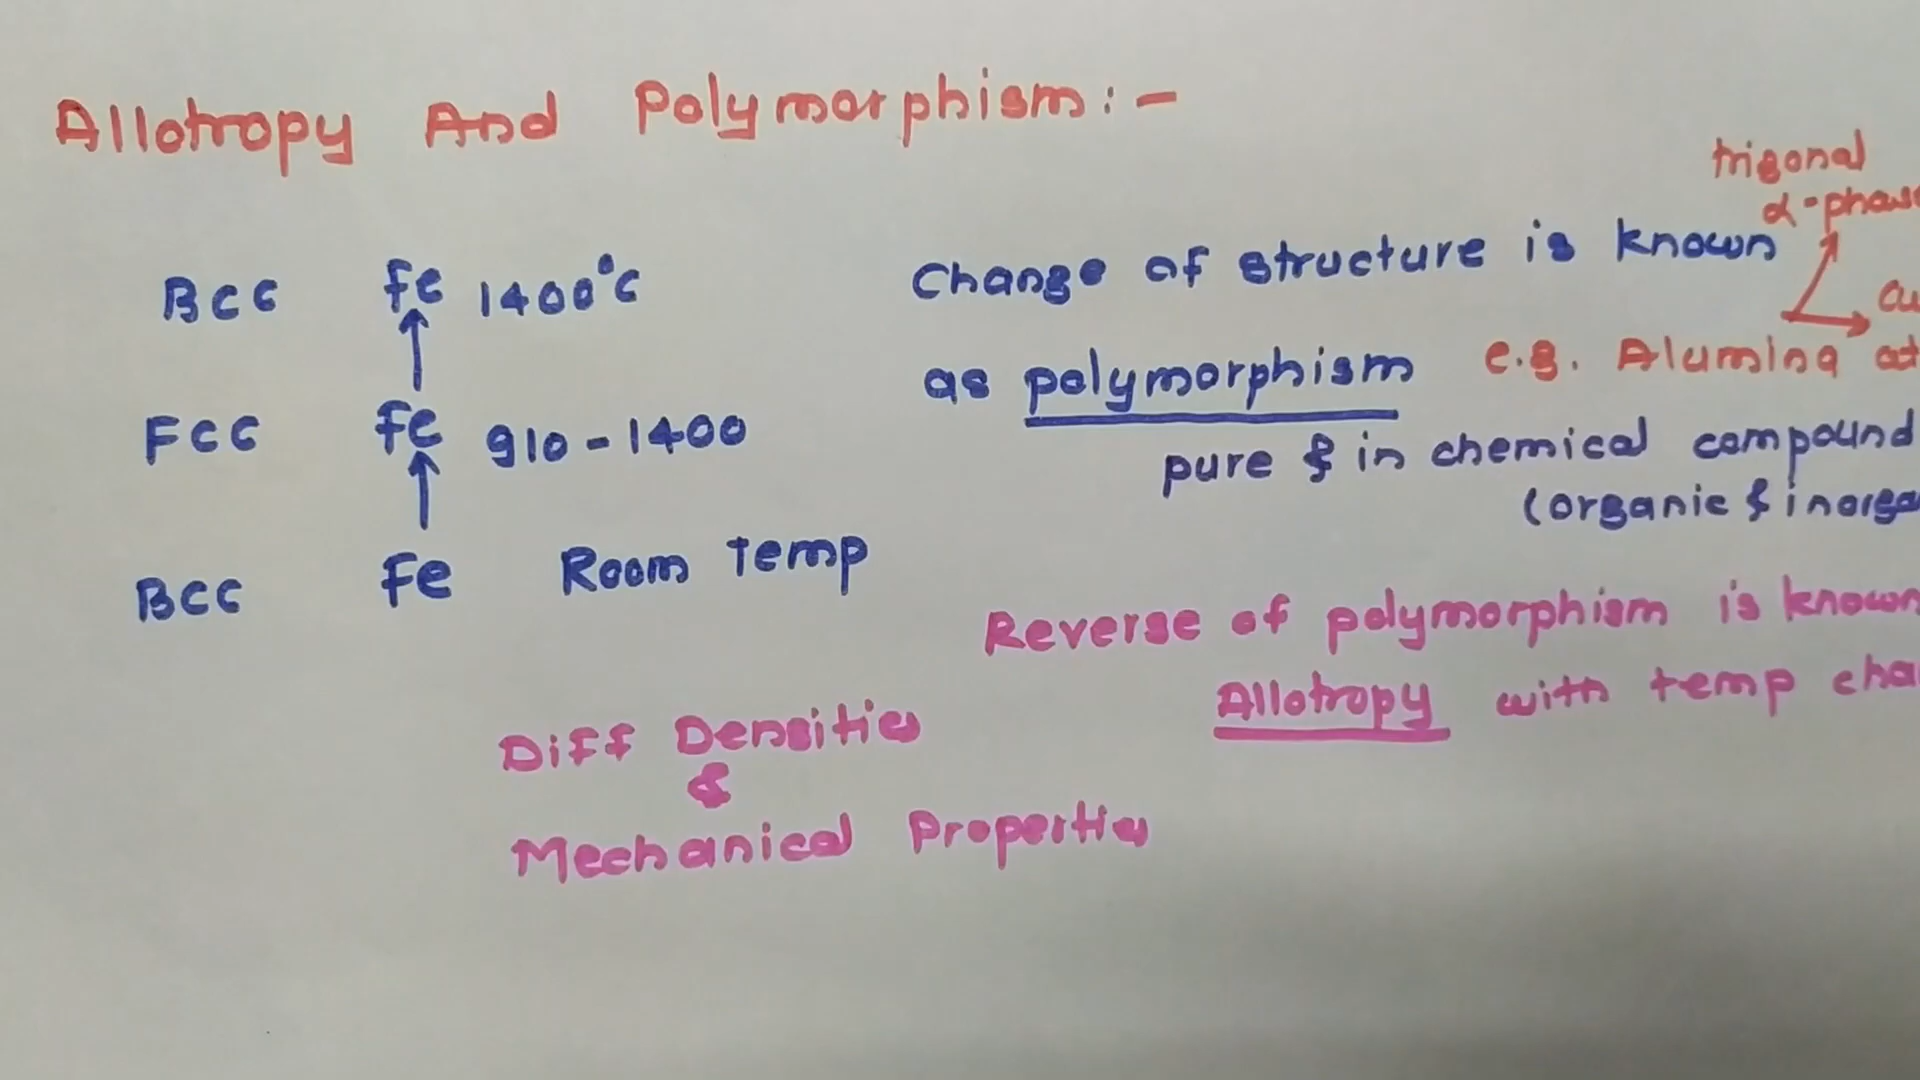 Allotropy And Polymorphism:-
BCC Fe 1400°C
FCC Fe 910-1400
BCC Fe Room Temp
Diff Densities
&
Mechanical Properties
trigonal
α-phase
Change of structure is known
as polymorphism e.g. Alumina at
pure & in chemical compound
(organic & inorga
Reverse of polymorphism is known
Allotropy with temp cha